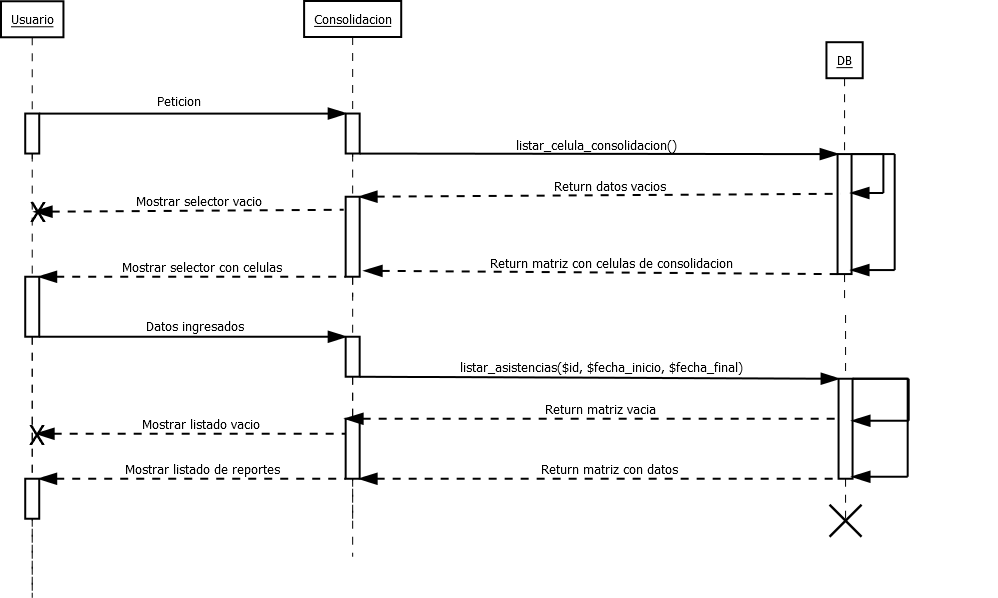 Usuario
Consolidacion
DB
Peticion
listar_celula_consolidacion()
Return datos vacios
Mostrar selector vacio
Return matriz con celulas de consolidacion
Mostrar selector con celulas
Datos ingresados
listar_asistencias($id, $fecha_inicio, $fecha_final)
Return matriz vacia
Mostrar listado vacio
Mostrar listado de reportes
Return matriz con datos